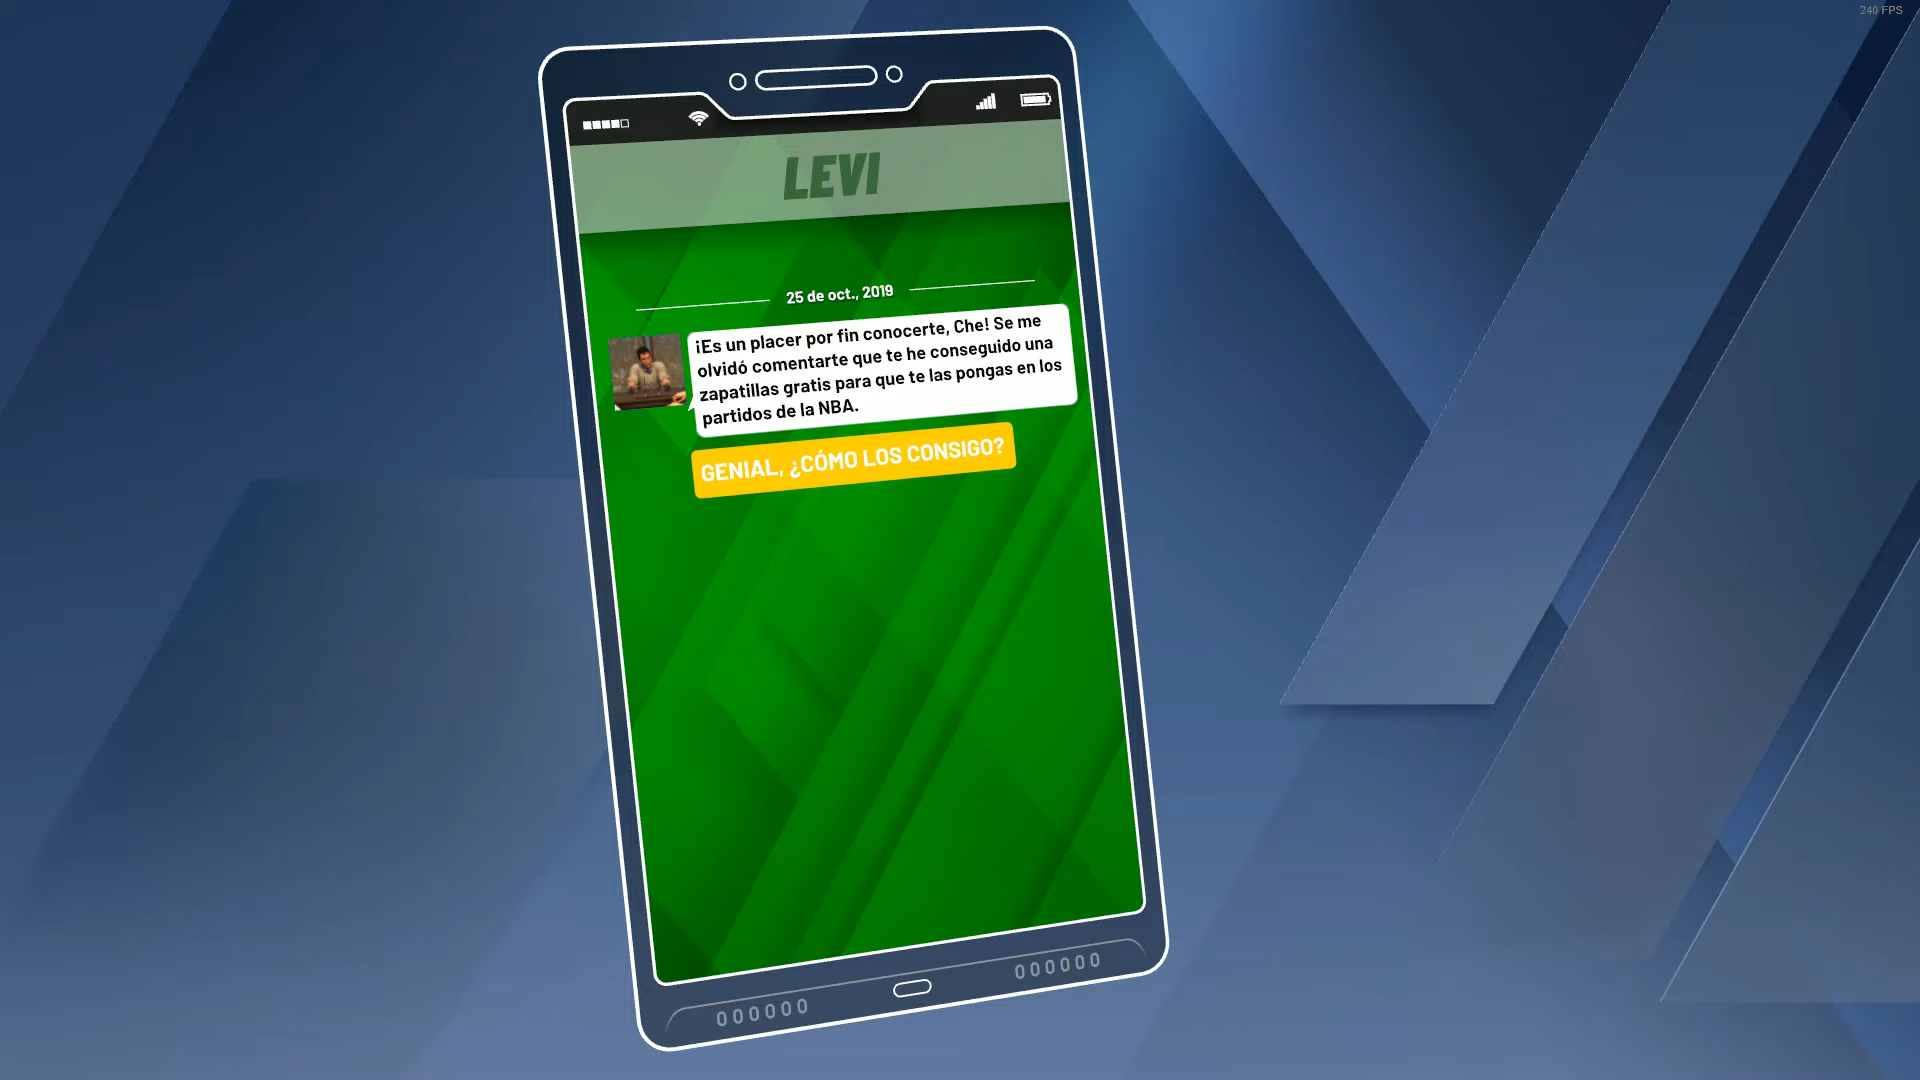 240 FPS
LEVI
25 de oct., 2019
¡Es un placer por fin conocerte, Che! Se me
olvidó comentarte que te he conseguido una
zapatillas gratis para que te las pongas en los
partidos de la NBA.
GENIAL, ¿CÓMO LOS CONSIGO?
000000
000000